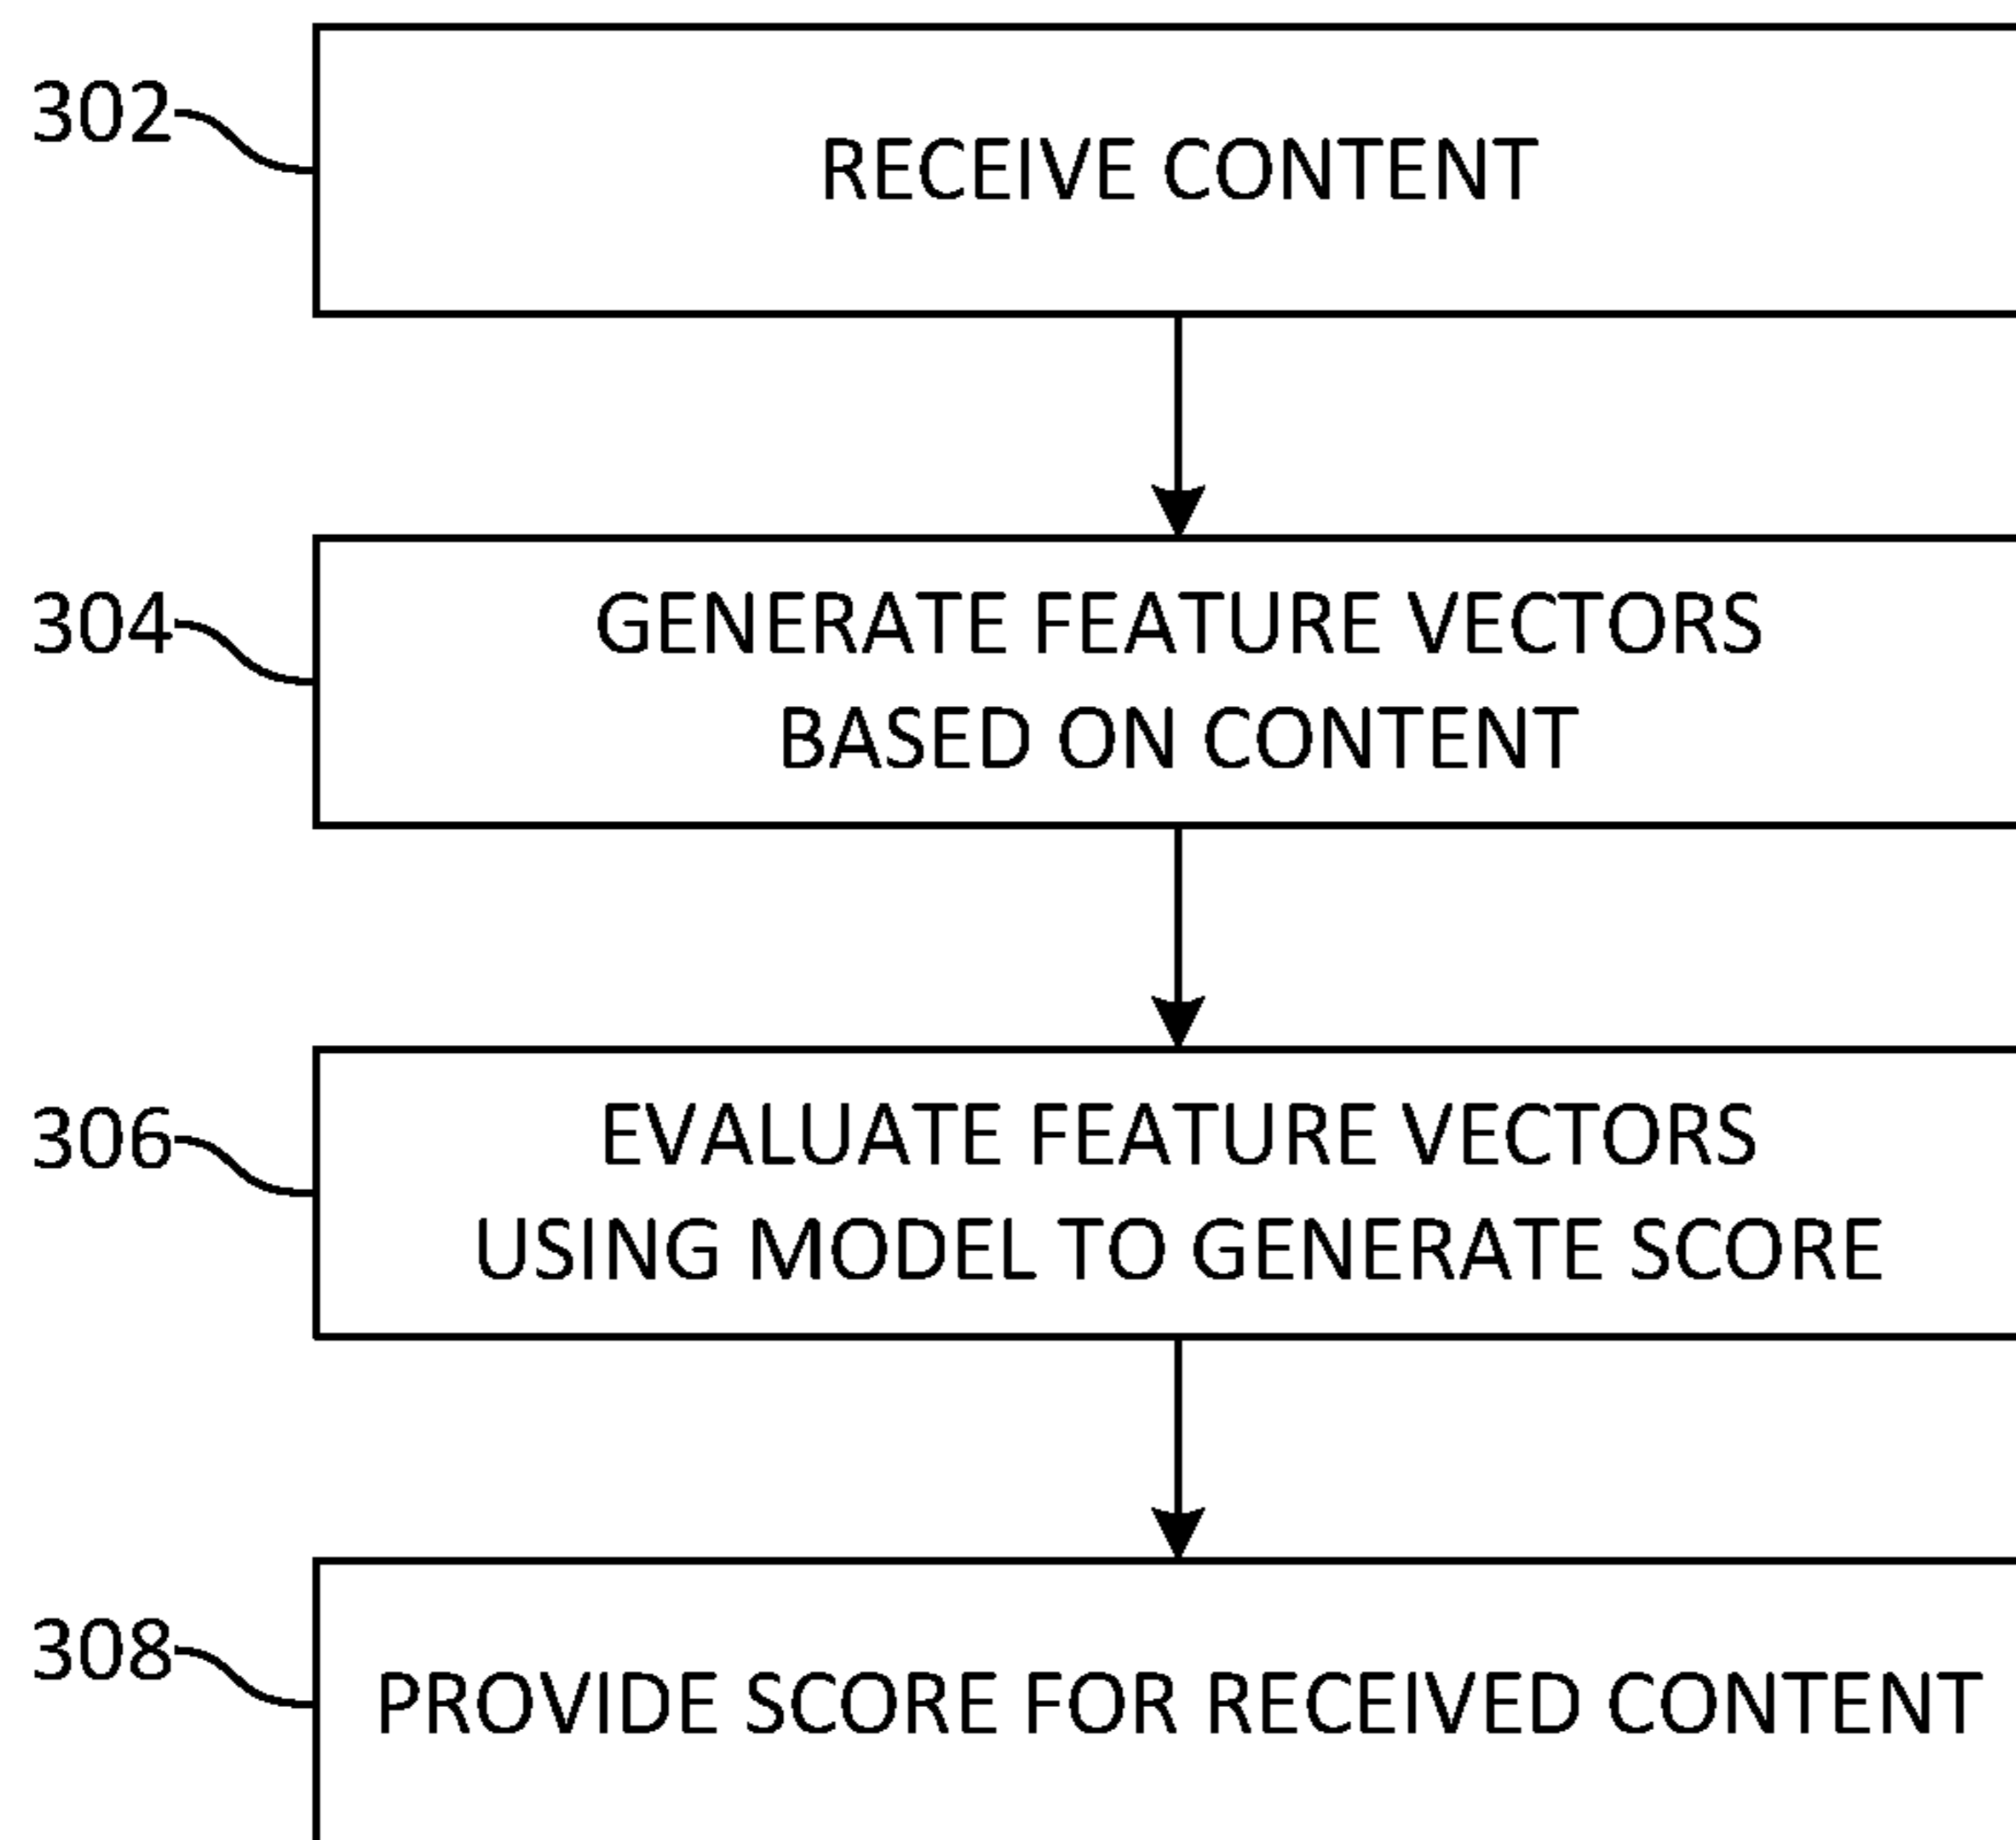 302
RECEIVE CONTENT
304
GENERATE FEATURE VECTORS
BASED ON CONTENT
306
EVALUATE FEATURE VECTORS
USING MODEL TO GENERATE SCORE
308
PROVIDE SCORE FOR RECEIVED CONTENT